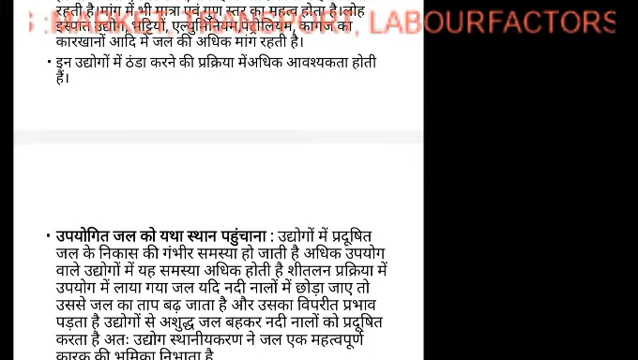 S : MARKET, TRANSPORT, LABOURFACTORS
रहती है।मांग में भी मात्रा एवं गुण स्तर का महत्व होता है।लोह
इस्पात उद्योग, भट्टियों, एल्युमिनियम,पेट्रोलियम, कागज का
कारखानों आदि में जल की अधिक मांग रहती है।
• इन उद्योगों में ठंडा करने की प्रक्रिया मेंअधिक आवश्यकता होती
हैं।
• उपयोगित जल को यथा स्थान पहुंचाना : उद्योगों में प्रदूषित
जल के निकास की गंभीर समस्या हो जाती है अधिक उपयोग
वाले उद्योगों में यह समस्या अधिक होती है शीतलन प्रक्रिया में
उपयोग में लाया गया जल यदि नदी नालों में छोड़ा जाए तो
उससे जल का ताप बढ़ जाता है और उसका विपरीत प्रभाव
पड़ता है उद्योगों से अशुद्ध जल बहकर नदी नालों को प्रदूषित
करता है अतः उद्योग स्थानीयकरण ने जल एक महत्वपूर्ण
कारक की भूमिका निभाता है